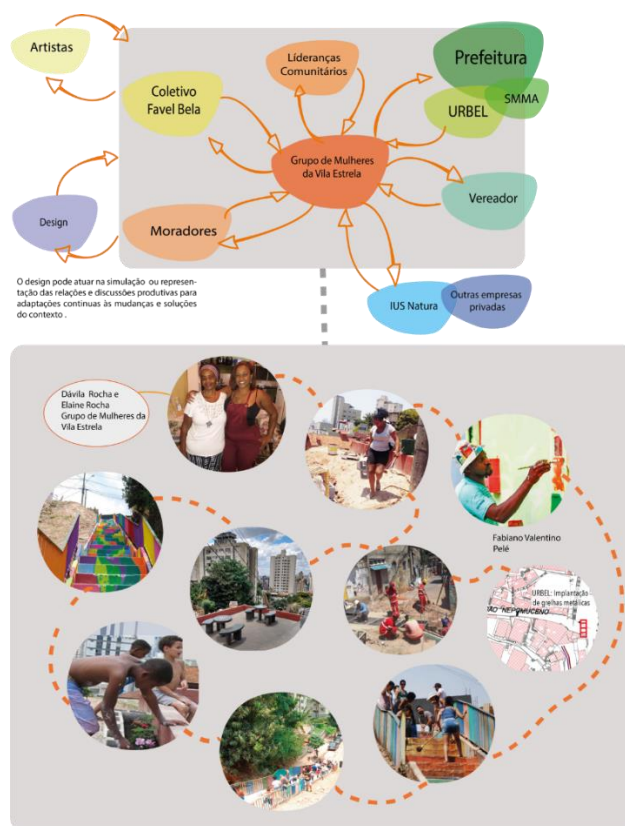 Artistas
Coletivo
Favel Bela
Líderanças
Comunitários
Prefeitura
SMMA
URBEL
Grupo de Mulheres
da Vila Estrela
Vereador
Design
Moradores
IUS Natura
Outras empresas
privadas
O design pode atuar na simulação ou represen-
tação das relações e discussões produtivas para
adaptações continuas às mudanças e soluções
do contexto .
Dávila Rocha e
Elaine Rocha
Grupo de Mulheres da
Vila Estrela
Fabiano Valentino
Pelé
URBEL: Implantação
de grelhas metálicas
NEPOMUCENO